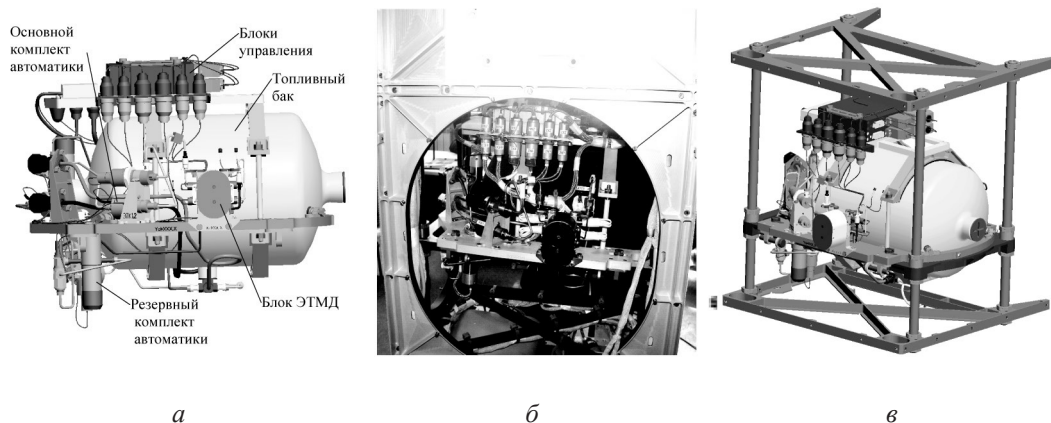 Основной
комплект
автоматики
Блоки
управления
Топливный
бак
Резервный
комплект
автоматики
Блок ЭТМД
а
б
в